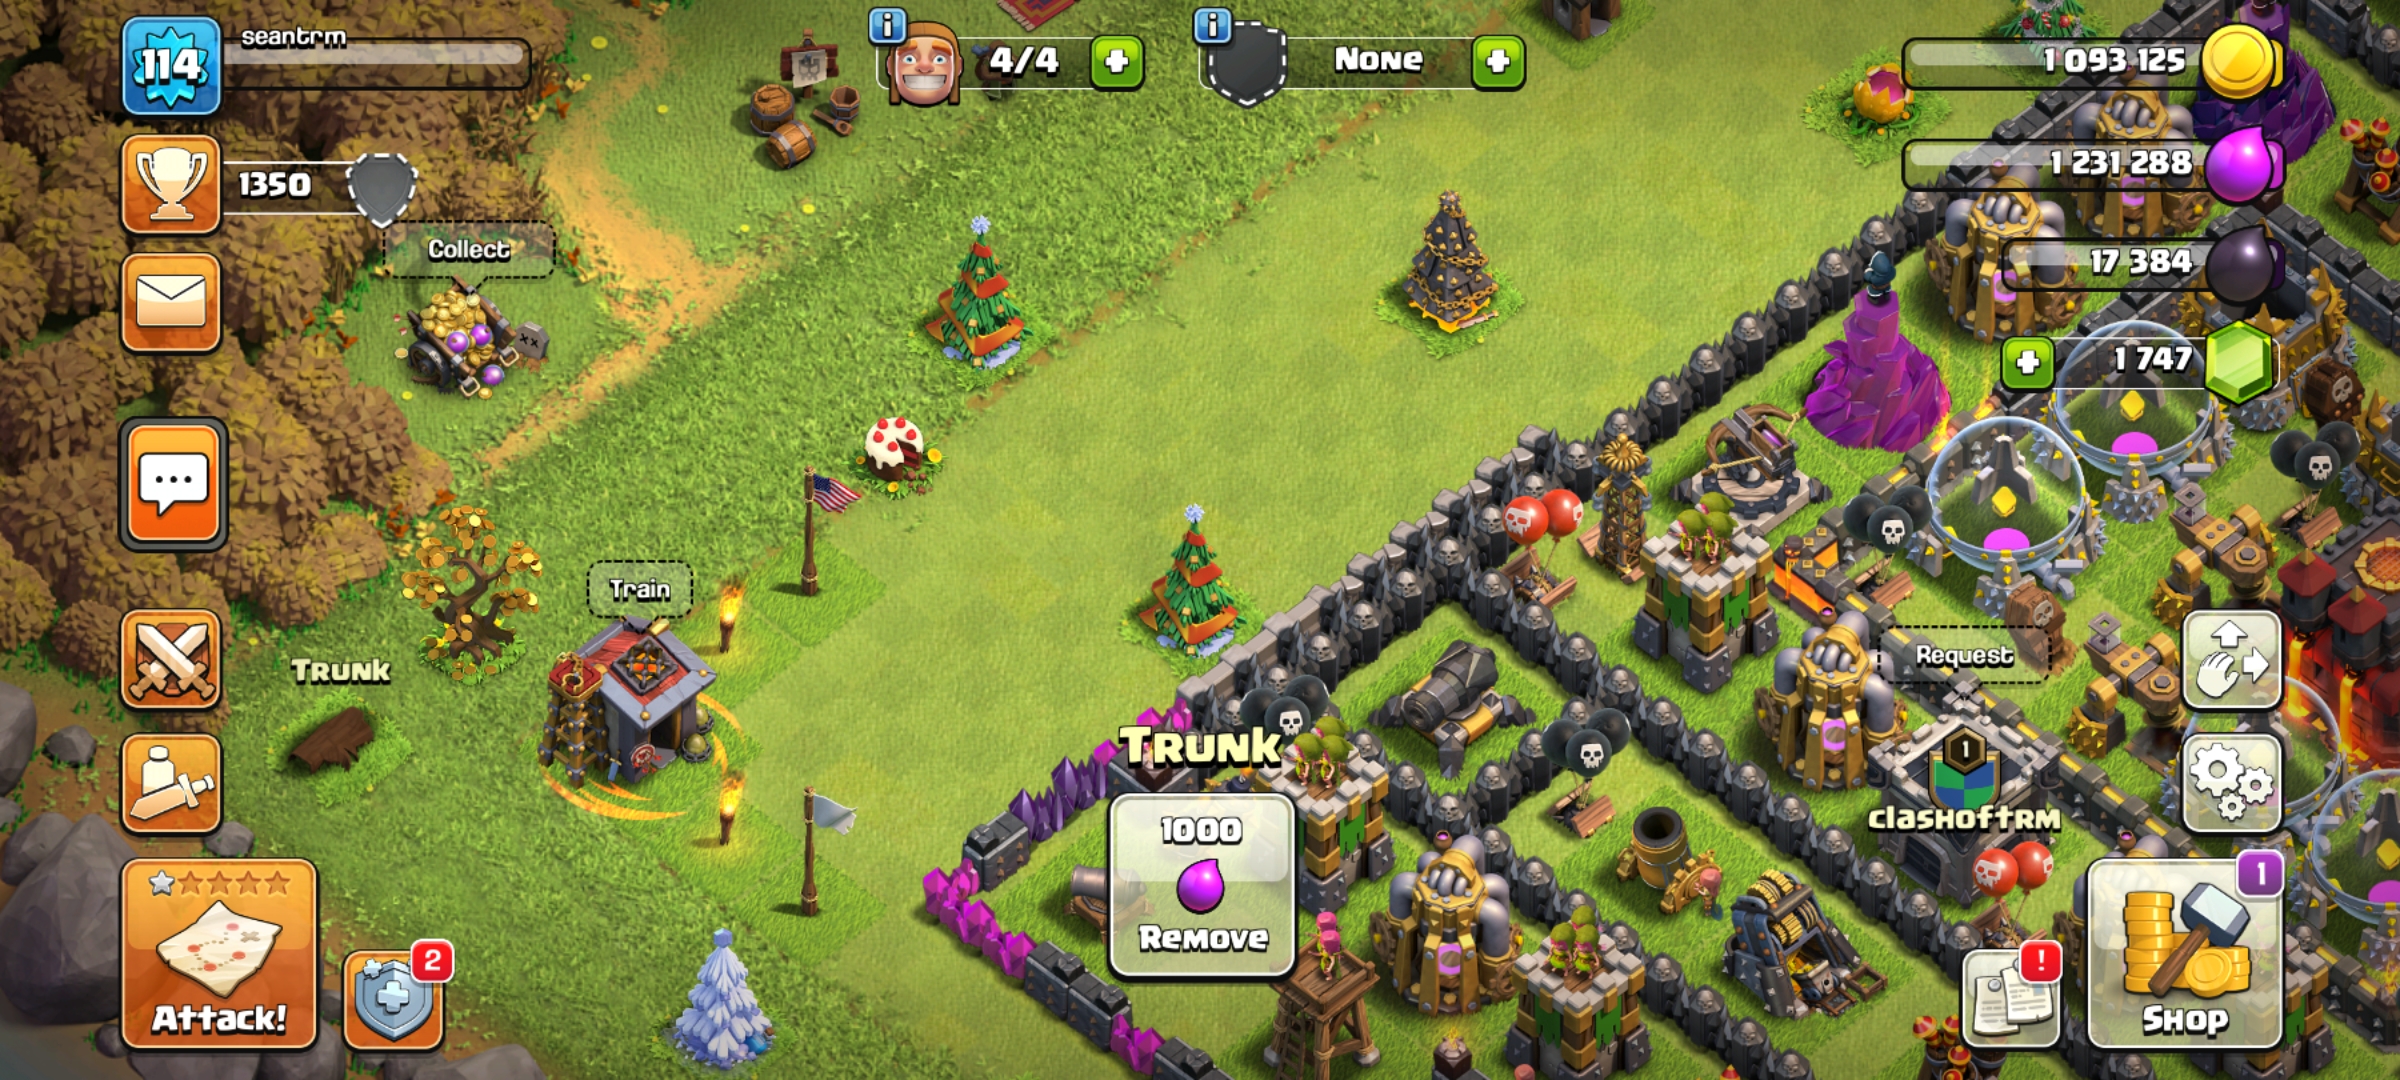 114
seantrm
4/4
None
1 093 125
1350
1 231 288
Collect
17 384
1 747
Train
Request
Trunk
Trunk
1
clashoftrm
1000
Remove
1
2
!
Attack!
Shop